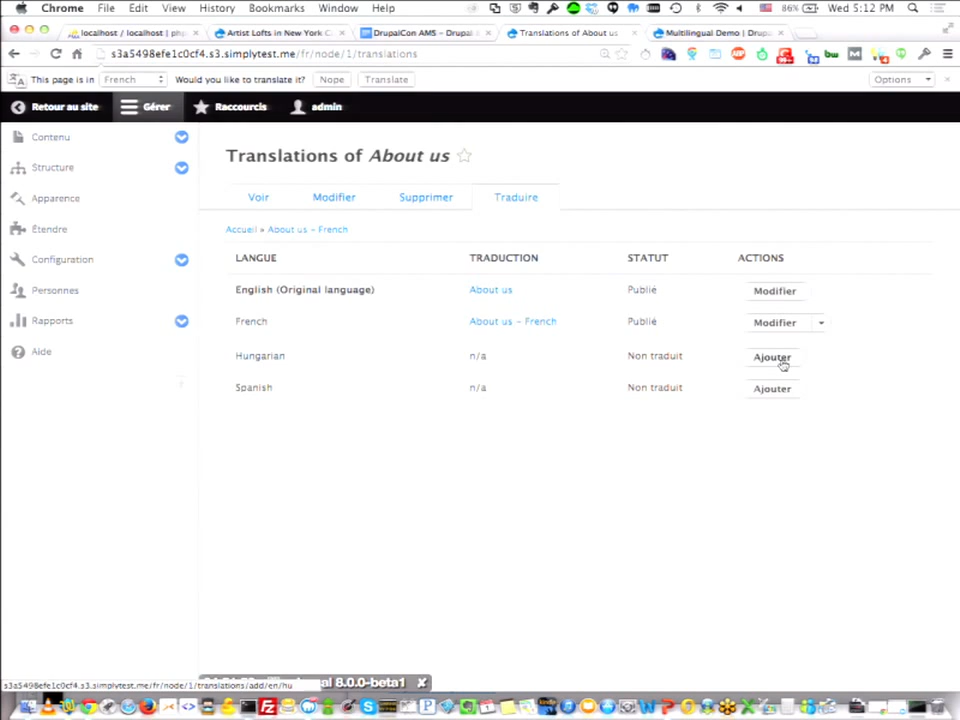 Chrome File Edit View History Bookmarks Window Help 86% Wed 5:12 PM
localhost / localhost | php Artist Lofts in New York C DrupalCon AMS – Drupal Translations of About us Multilingual Demo | Drupa
s3a5498efe1c0cf4.s3.simplytest.me/fr/node/1/translations
This page is in French Would you like to translate it? Nope Translate Options
Retour au site Gérer Raccourcis admin
Contenu
Structure
Apparence
Étendre
Configuration
Personnes
Rapports
Aide
Translations of About us
Voir Modifier Supprimer Traduire
Accueil » About us – French
LANGUE TRADUCTION STATUT ACTIONS
English (Original language) About us Publié Modifier
French About us – French Publié Modifier
Hungarian n/a Non traduit Ajouter
Spanish n/a Non traduit Ajouter
s3a5498efe1c0cf4.s3.simplytest.me/fr/node/1/translations/add/en/hu
8.0.0-beta1 ×